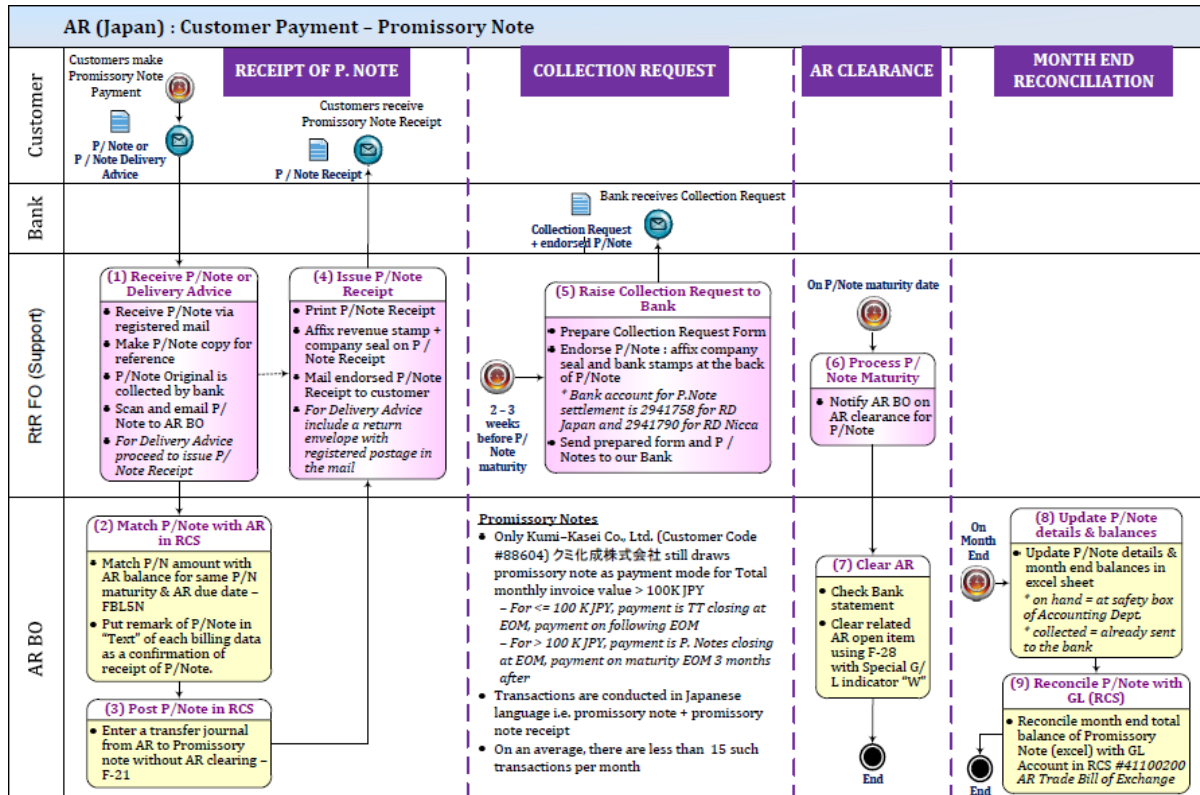 AR (Japan) : Customer Payment – Promissory Note
Customer
Customers make
Promissory Note
Payment
P/ Note or
P / Note Delivery
Advice
RECEIPT OF P. NOTE
Customers receive
Promissory Note Receipt
P / Note Receipt
COLLECTION REQUEST
AR CLEARANCE
MONTH END
RECONCILIATION
Bank
Bank receives Collection Request
Collection Request
+ endorsed P/Note
RtR FO (Support)
(1) Receive P/Note or
Delivery Advice
Receive P/Note via
registered mail
Make P/Note copy for
reference
P/Note Original is
collected by bank
Scan and email P/
Note to AR BO
For Delivery Advice
proceed to issue P/
Note Receipt
(4) Issue P/Note
Receipt
Print P/Note Receipt
Affix revenue stamp +
company seal on P /
Note Receipt
Mail endorsed P/Note
Receipt to customer
For Delivery Advice
include a return
envelope with
registered postage in
the mail
2 – 3
weeks
before P/
Note
maturity
(5) Raise Collection Request to
Bank
Prepare Collection Request Form
Endorse P/Note : affix company
seal and bank stamps at the back
of P/Note
* Bank account for P.Note
settlement is 2941758 for RD
Japan and 2941790 for RD Nicca
Send prepared form and P /
Notes to our Bank
On P/Note maturity date
(6) Process P/
Note Maturity
Notify AR BO on
AR clearance for
P/Note
AR BO
(2) Match P/Note with AR
in RCS
Match P/N amount with
AR balance for same P/N
maturity & AR due date –
FBL5N
Put remark of P/Note in
"Text" of each billing data
as a confirmation of
receipt of P/Note.
(3) Post P/Note in RCS
Enter a transfer journal
from AR to Promissory
note without AR clearing –
F-21
Promissory Notes
Only Kumi–Kasei Co., Ltd. (Customer Code
#88604) クミ化成株式会社 still draws
promissory note as payment mode for Total
monthly invoice value > 100K JPY
– For <= 100 K JPY, payment is TT closing at
EOM, payment on following EOM
– For > 100 K JPY, payment is P. Notes closing
at EOM, payment on maturity EOM 3 months
after
Transactions are conducted in Japanese
language i.e. promissory note + promissory
note receipt
On an average, there are less than 15 such
transactions per month
(7) Clear AR
Check Bank
statement
Clear related
AR open item
using F-28
with Special G/
L indicator "W"
End
On
Month
End
(8) Update P/Note
details & balances
Update P/Note details &
month end balances in
excel sheet
* on hand = at safety box
of Accounting Dept.
* collected = already sent
to the bank
(9) Reconcile P/Note with
GL (RCS)
Reconcile month end total
balance of Promissory
Note (excel) with GL
Account in RCS #41100200
AR Trade Bill of Exchange
End